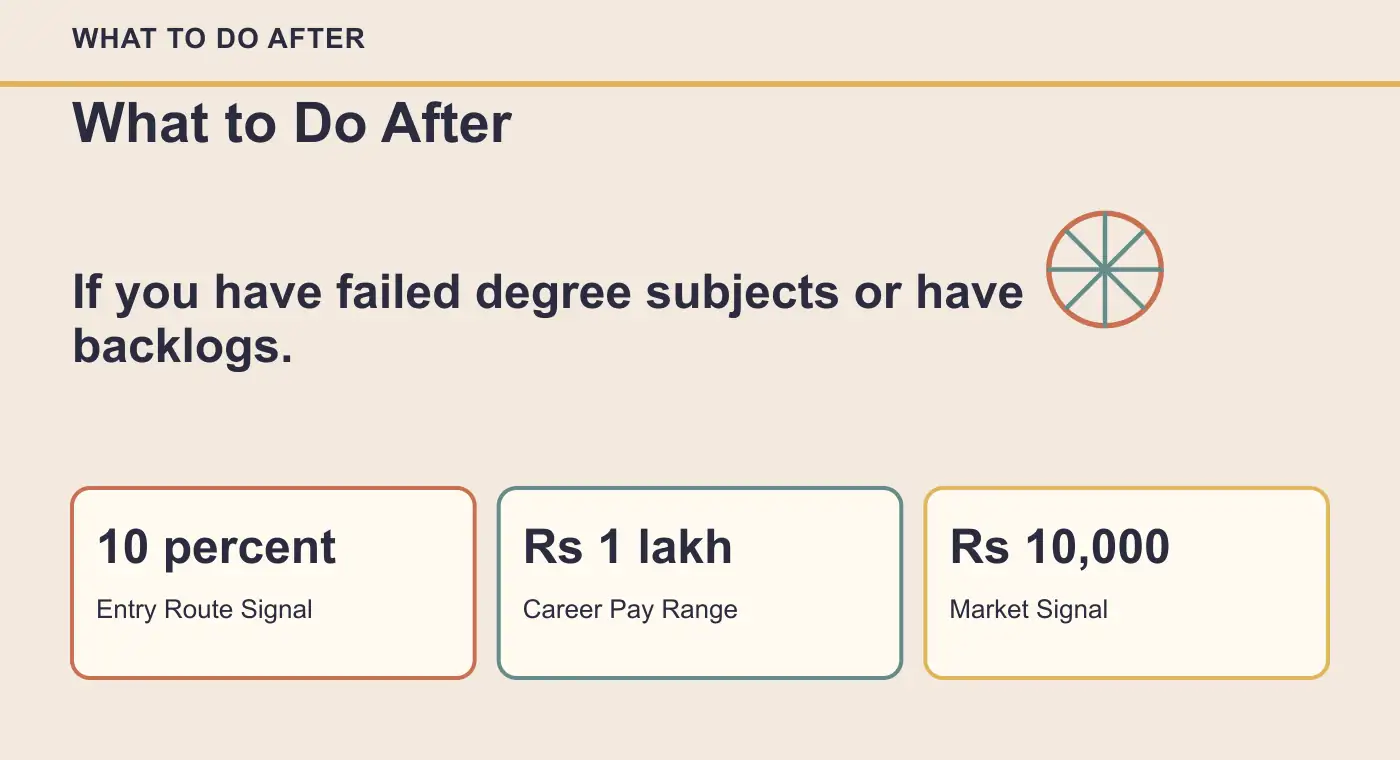 WHAT TO DO AFTER
What to Do After
If you have failed degree subjects or have
backlogs.
10 percent
Entry Route Signal
Rs 1 lakh
Career Pay Range
Rs 10,000
Market Signal